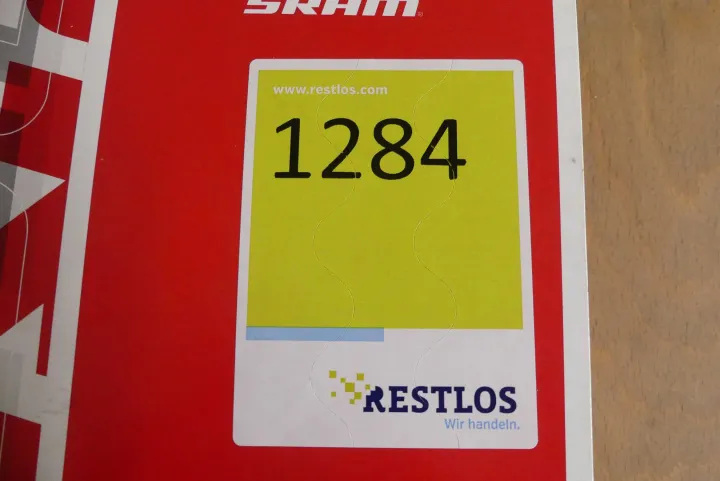 SRAM
www.restlos.com
1284
RESTLOS
Wir handeln.